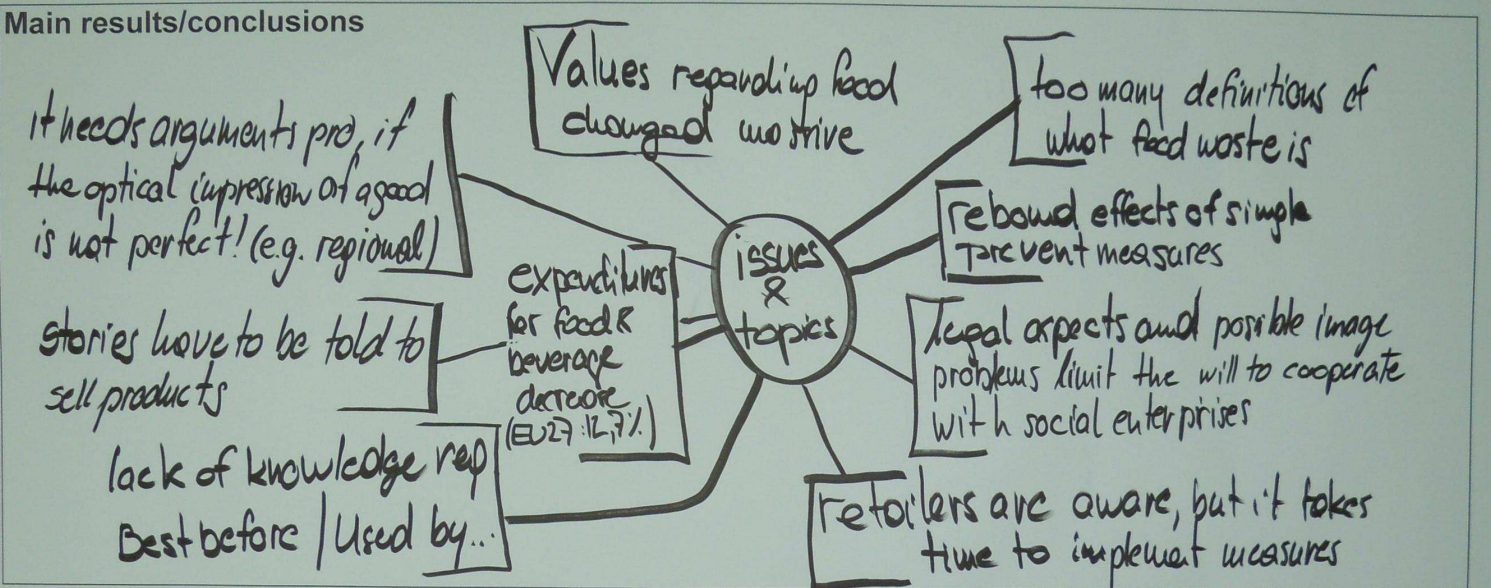 Main results/conclusions
Values regarding food
changed
too many definitions of
what food waste is
it needs arguments pro, if
the optical impression of a good
is not perfect! (e.g. regional)
rebound effects of simple
prevent measures
issues
&
topics
expenditures
for food &
beverage
decreore
(EU27: 12,7%)
stories have to be told to
sell products
legal aspects and possible image
problems limit the will to cooperate
with social enterprises
lack of knowledge reg
Best before / Used by...
retailers are aware, but it takes
time to implement measures